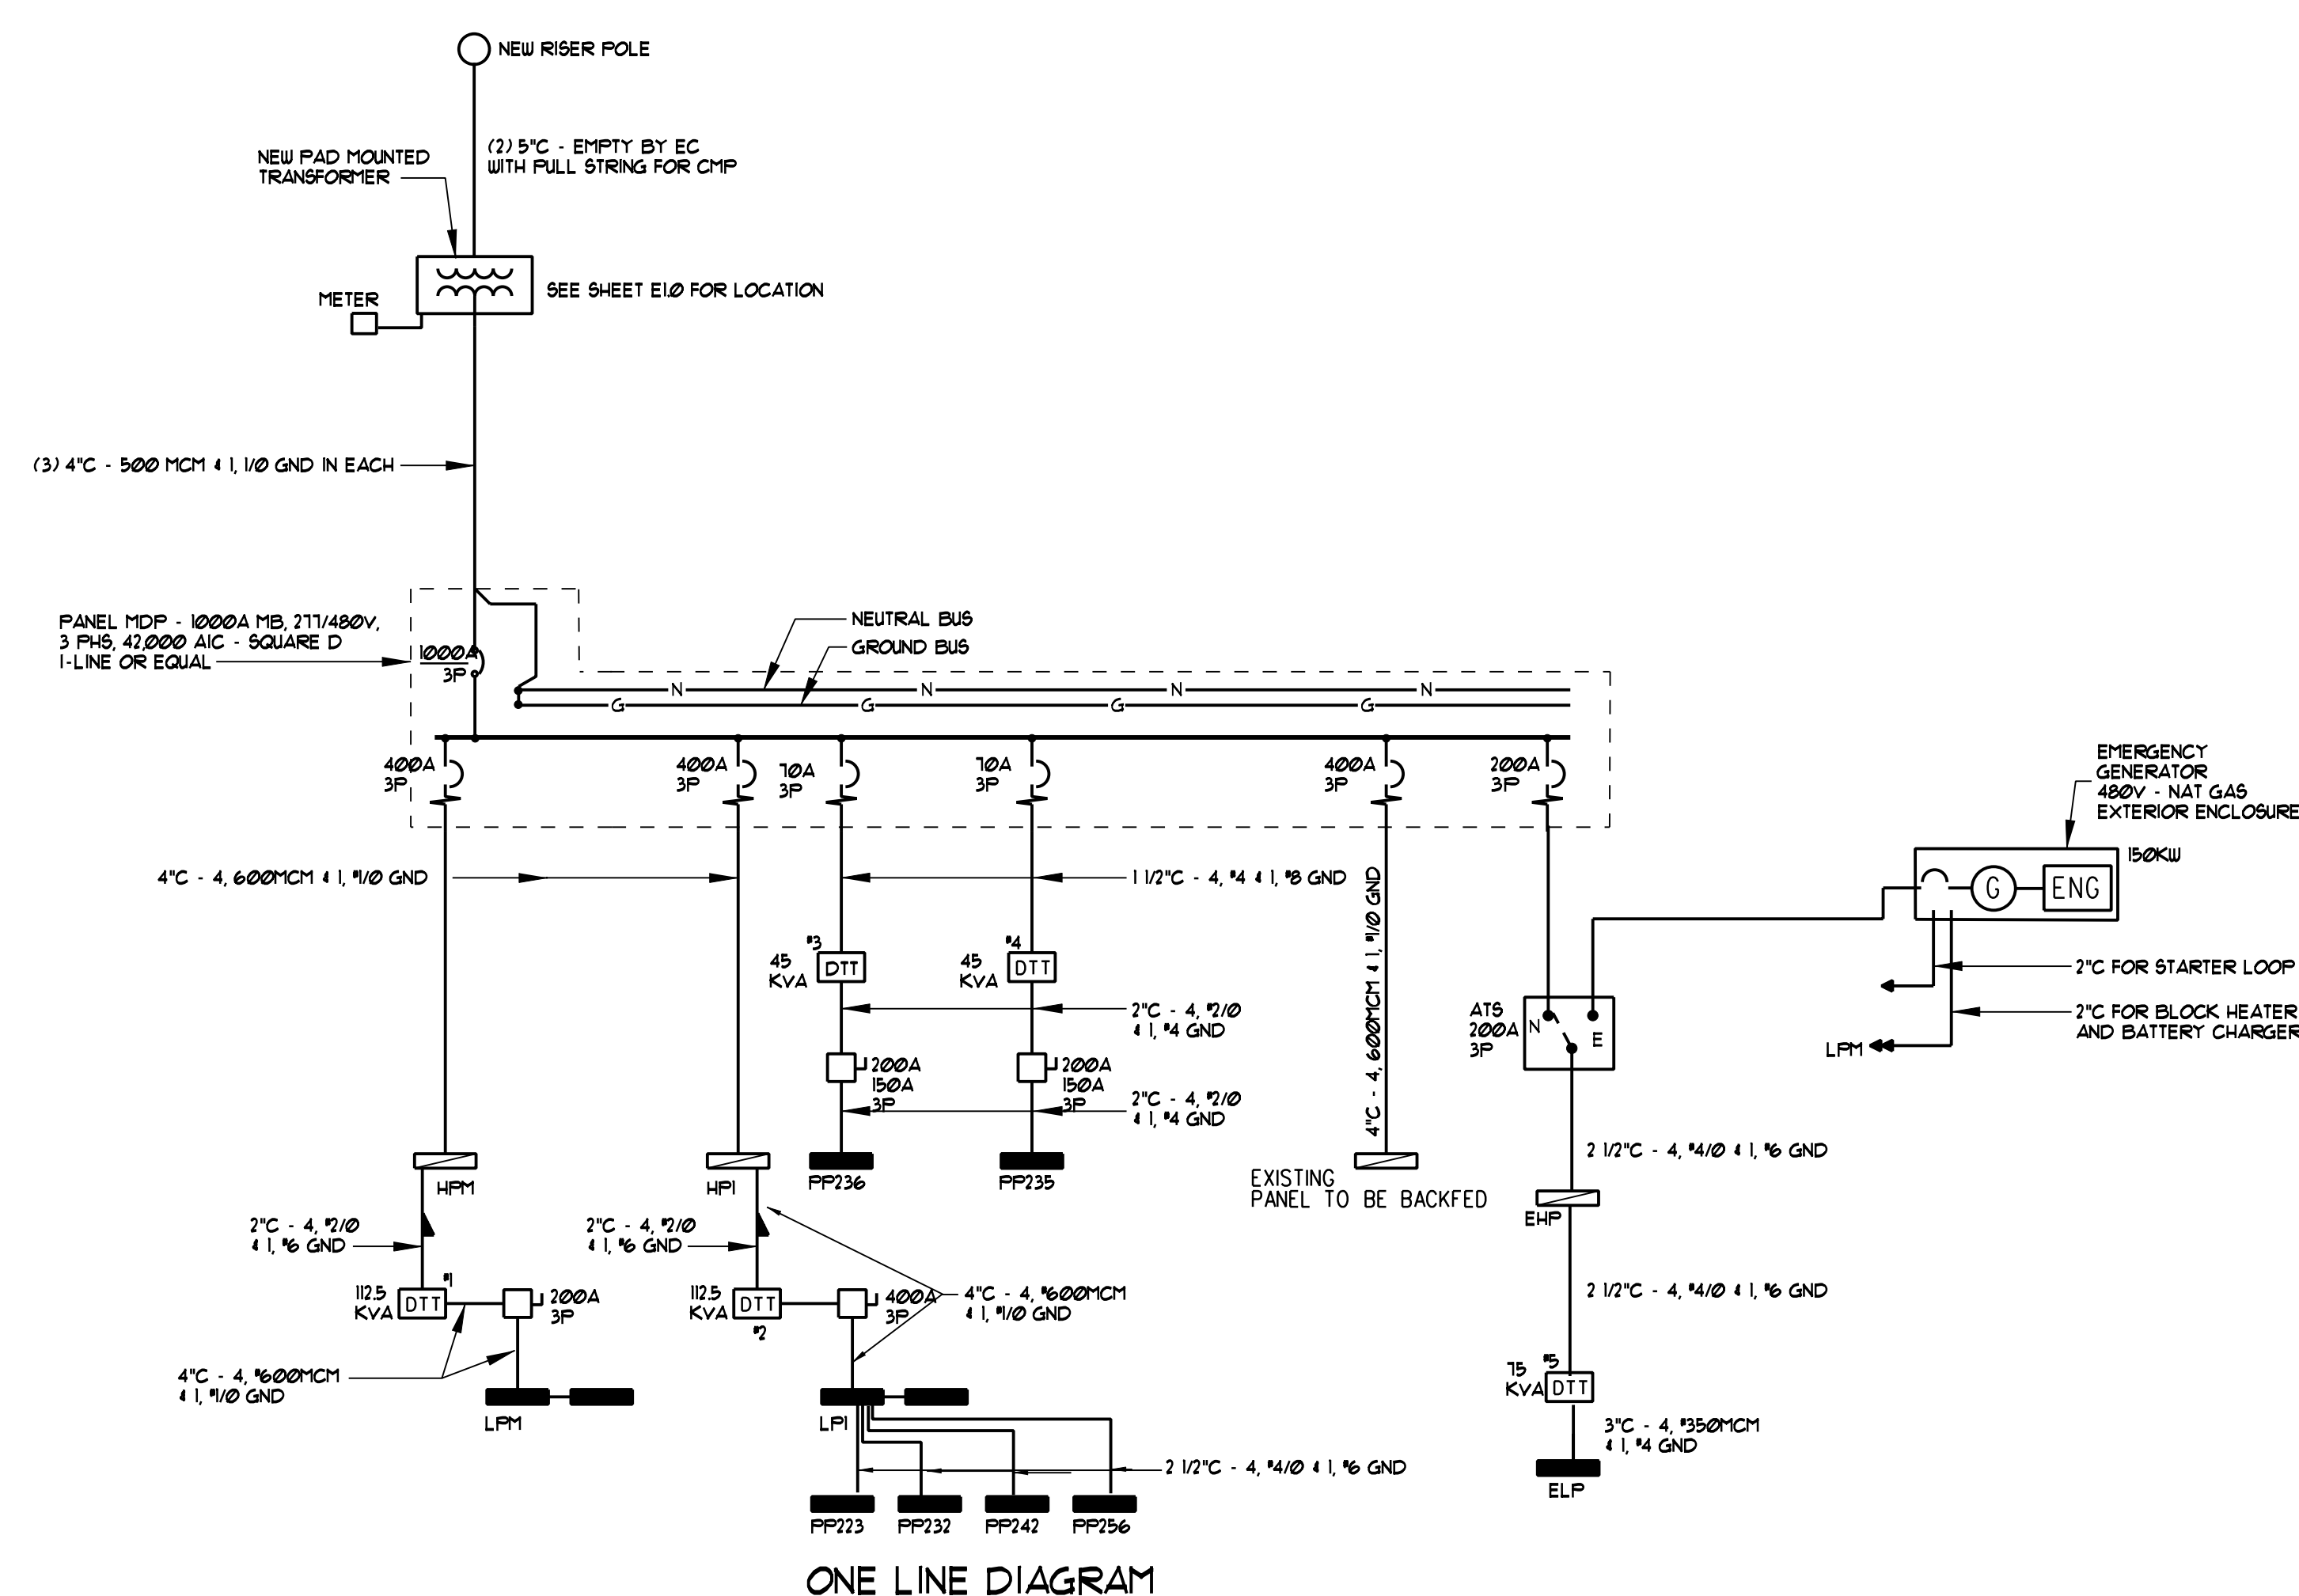 NEW RISER POLE
(2) 5"C - EMPTY BY EC
WITH PULL STRING FOR CMP
NEW PAD MOUNTED
TRANSFORMER
SEE SHEET E1.0 FOR LOCATION
METER
(3) 4"C - 500 MCM & 1, 1/0 GND IN EACH
PANEL MDP - 1000A MB, 277/480V,
3 PHS, 42,000 AIC - SQUARE D
I-LINE OR EQUAL
1000A
3P
NEUTRAL BUS
GROUND BUS
N N N N
G G G G
400A
3P
400A
3P
70A
3P
70A
3P
400A
3P
200A
3P
EMERGENCY
GENERATOR
480V - NAT GAS
EXTERIOR ENCLOSURE
150KW
G
ENG
4"C - 4, 600MCM & 1, #1/0 GND
1 1/2"C - 4, #4 & 1, #8 GND
4"C - 4, 600MCM & 1, #1/0 GND
#3
45
KVA
DTT
#4
45
KVA
DTT
2"C FOR STARTER LOOP
2"C FOR BLOCK HEATER
AND BATTERY CHARGER
LPM
2"C - 4, #2/0
& 1, #4 GND
ATS
200A
3P
N
E
200A
150A
3P
200A
150A
3P
2"C - 4, #2/0
& 1, #4 GND
HPM
HP1
PP236
PP235
EXISTING
PANEL TO BE BACKFED
2 1/2"C - 4, #4/0 & 1, #6 GND
EHP
2"C - 4, #2/0
& 1, #6 GND
2"C - 4, #2/0
& 1, #6 GND
2 1/2"C - 4, #4/0 & 1, #6 GND
#1
112.5
KVA
DTT
200A
3P
112.5
KVA
DTT
#2
400A
3P
4"C - 4, #600MCM
& 1, #1/0 GND
4"C - 4, #600MCM
& 1, #1/0 GND
LPM
LP1
75
KVA
#5
DTT
3"C - 4, #350MCM
& 1, #4 GND
2 1/2"C - 4, #4/0 & 1, #6 GND
ELP
PP223
PP232
PP242
PP256
ONE LINE DIAGRAM